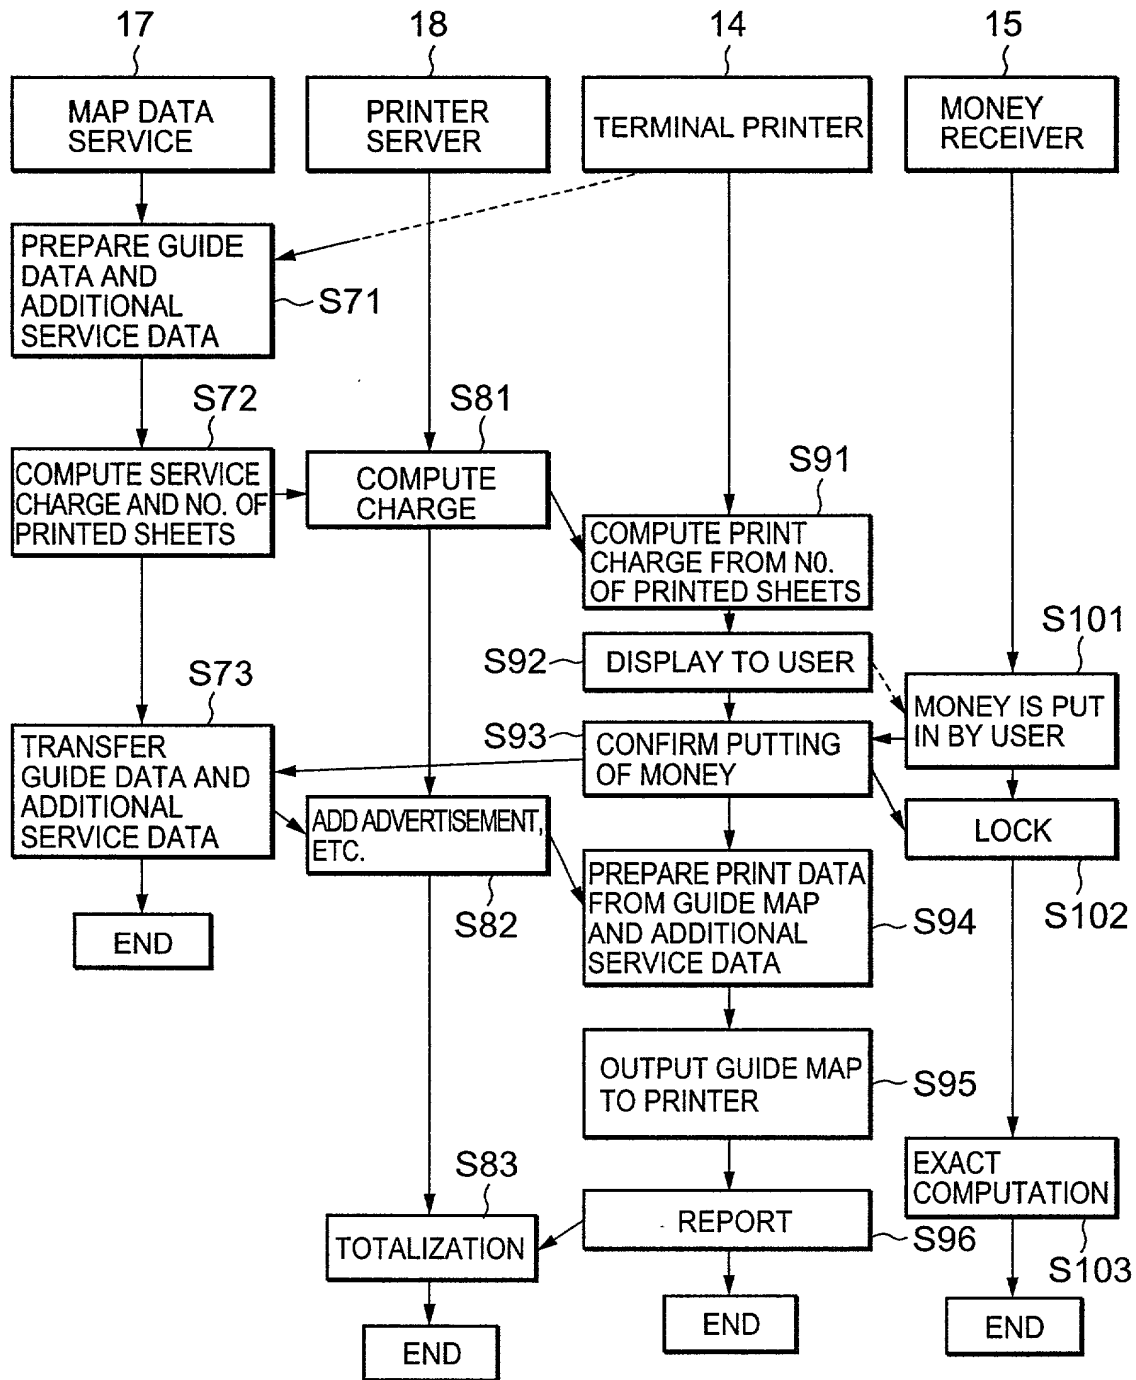 17
18
14
15
MAP DATA
SERVICE
PRINTER
SERVER
TERMINAL PRINTER
MONEY
RECEIVER
PREPARE GUIDE
DATA AND
ADDITIONAL
SERVICE DATA
S71
S72
COMPUTE SERVICE
CHARGE AND NO. OF
PRINTED SHEETS
S81
COMPUTE
CHARGE
S91
COMPUTE PRINT
CHARGE FROM N0.
OF PRINTED SHEETS
S92
DISPLAY TO USER
S101
MONEY IS PUT
IN BY USER
S73
TRANSFER
GUIDE DATA AND
ADDITIONAL
SERVICE DATA
S93
CONFIRM PUTTING
OF MONEY
ADD ADVERTISEMENT,
ETC.
S82
LOCK
S102
PREPARE PRINT DATA
FROM GUIDE MAP
AND ADDITIONAL
SERVICE DATA
S94
END
OUTPUT GUIDE MAP
TO PRINTER
S95
EXACT
COMPUTATION
S103
S83
TOTALIZATION
REPORT
S96
END
END
END